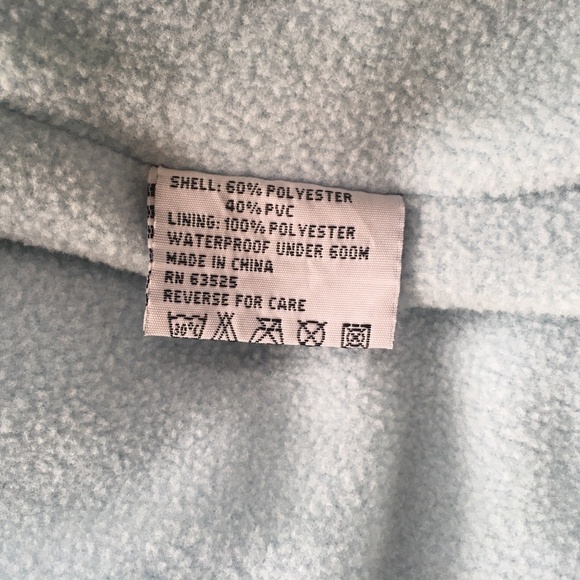 SHELL: 60% POLYESTER
40% PVC
LINING: 100% POLYESTER
WATERPROOF UNDER 600M
MADE IN CHINA
RN 63525
REVERSE FOR CARE
30°C